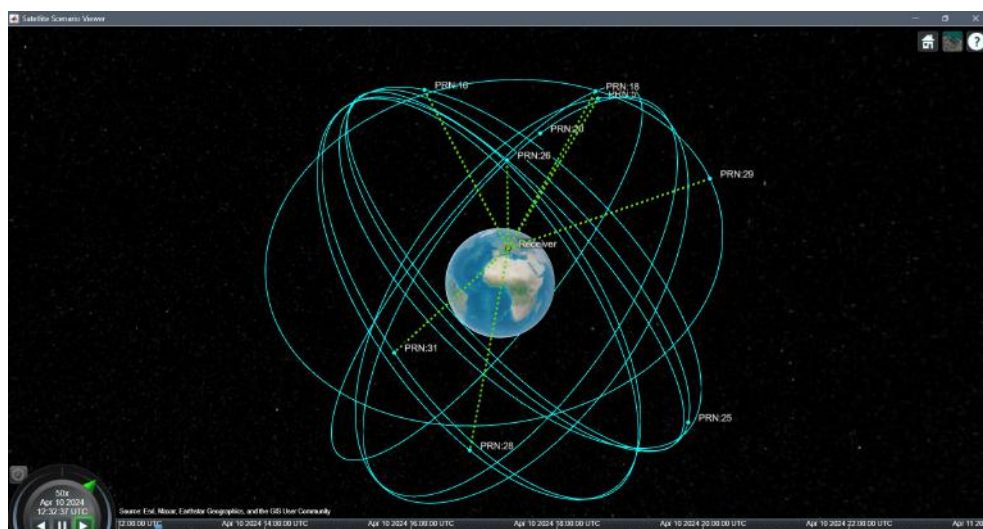 Satellite Scenario Viewer
?
PRN:10
PRN:18
PRN:5
PRN:20
PRN:26
PRN:29
Receiver
PRN:31
PRN:25
PRN:28
50x
Apr 10 2024
12:32:37 UTC
Source: Esri, Maxar, Earthstar Geographics, and the GIS User Community
12:00:00 UTC
Apr 10 2024 14:00:00 UTC
Apr 10 2024 16:00:00 UTC
Apr 10 2024 18:00:00 UTC
Apr 10 2024 20:00:00 UTC
Apr 10 2024 22:00:00 UTC